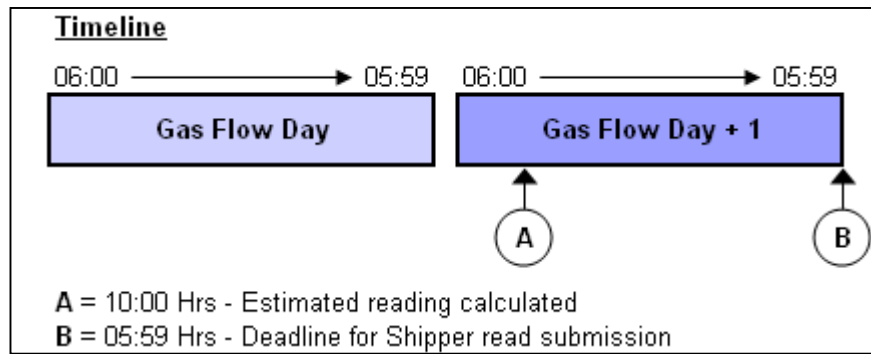 Timeline
06:00 05:59 06:00 05:59
Gas Flow Day Gas Flow Day + 1
A B
A = 10:00 Hrs - Estimated reading calculated
B = 05:59 Hrs - Deadline for Shipper read submission